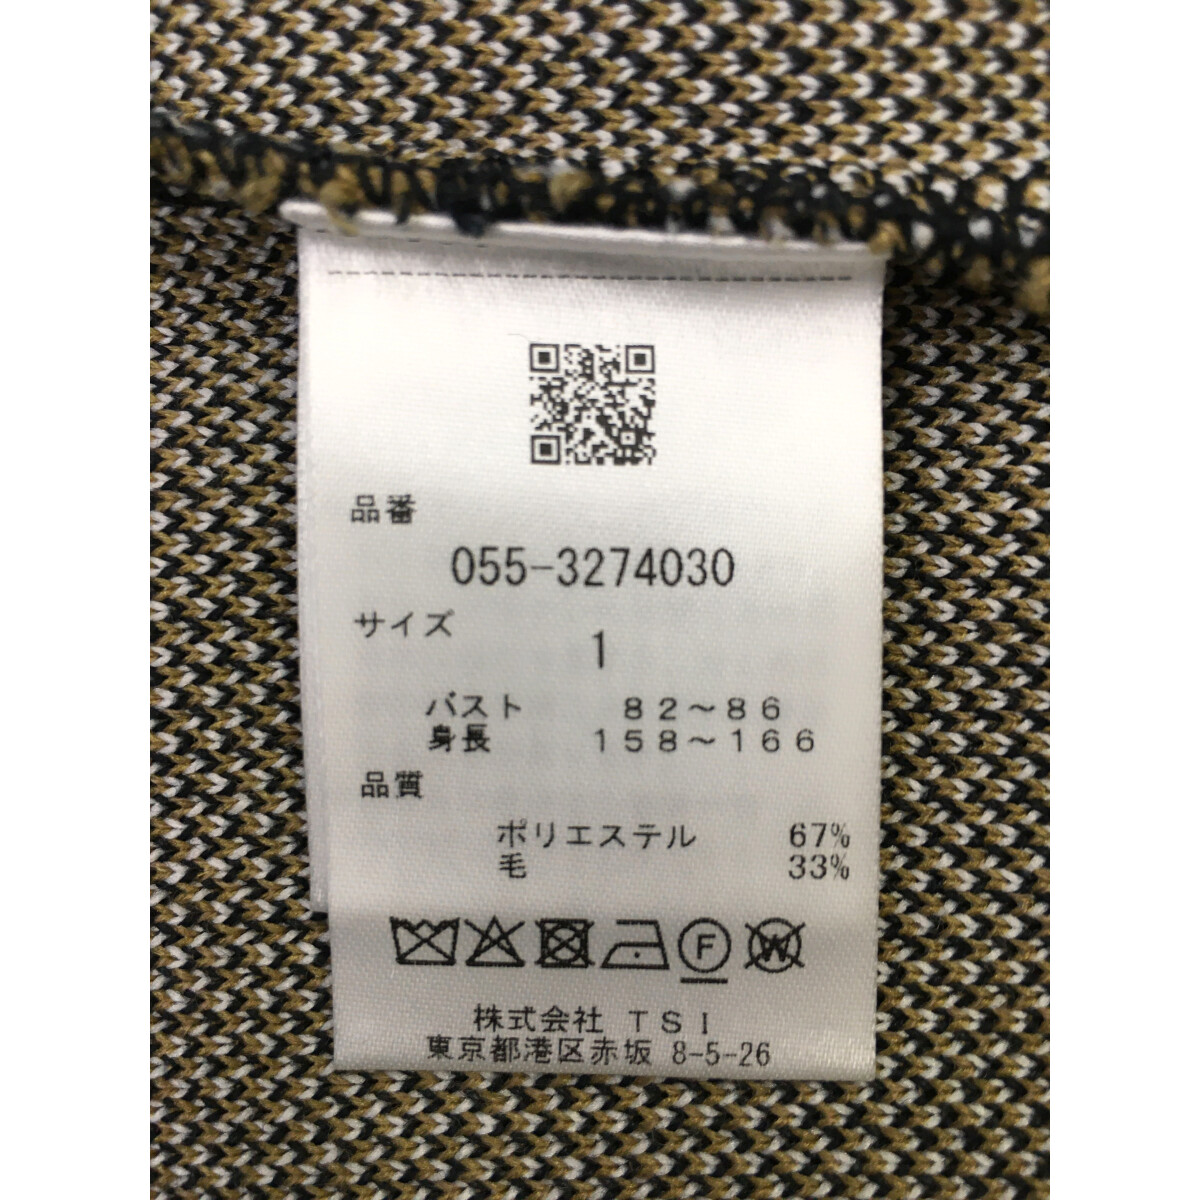 品番
055-3274030
サイズ
1
バスト 82～86
身長 158～166
品質
ポリエステル 67%
毛 33%
F W
株式会社 TSI
東京都港区赤坂 8-5-26